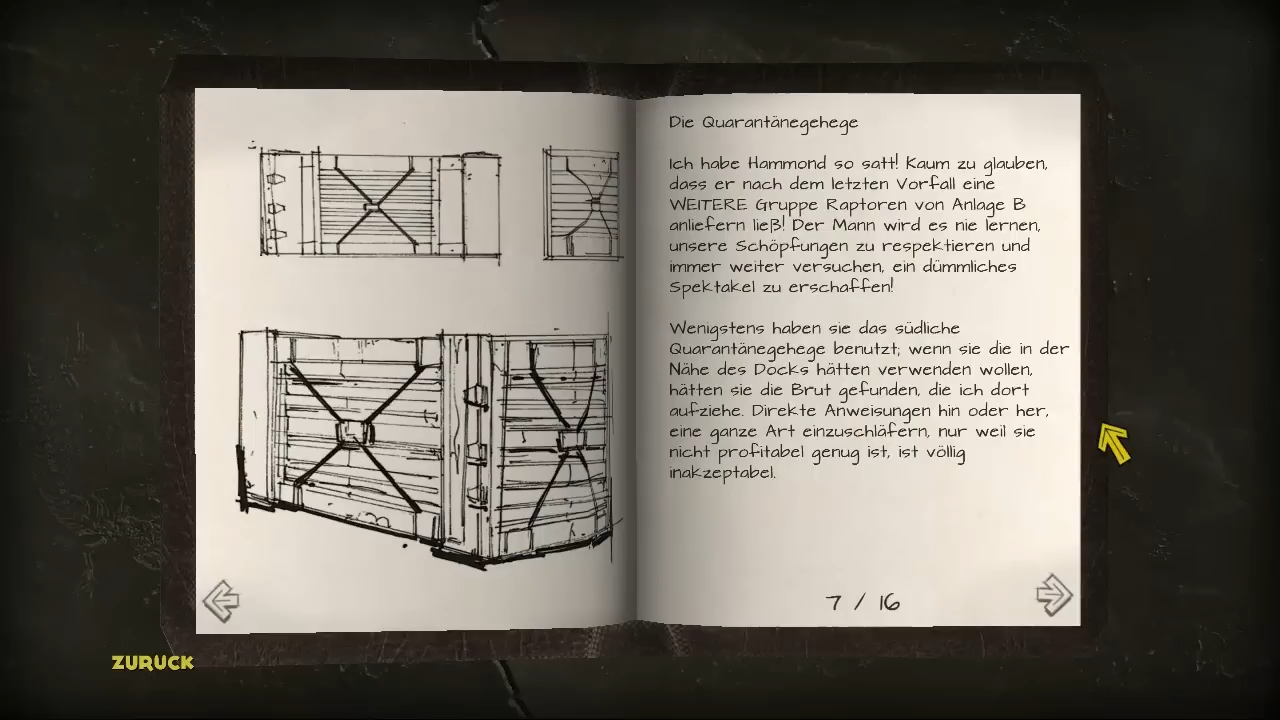 Die Quarantänegehege
Ich habe Hammond so satt! Kaum zu glauben,
dass er nach dem letzten Vorfall eine
WEITERE Gruppe Raptoren von Anlage B
anliefern ließ! Der Mann wird es nie lernen,
unsere Schöpfungen zu respektieren und
immer weiter versuchen, ein dümmliches
Spektakel zu erschaffen!
Wenigstens haben sie das südliche
Quarantänegehege benutzt; wenn sie die in der
Nähe des Docks hätten verwenden wollen,
hätten sie die Brut gefunden, die ich dort
aufziehe. Direkte Anweisungen hin oder her,
eine ganze Art einzuschläfern, nur weil sie
nicht profitabel genug ist, ist völlig
inakzeptabel.
7 / 16
ZURUCK